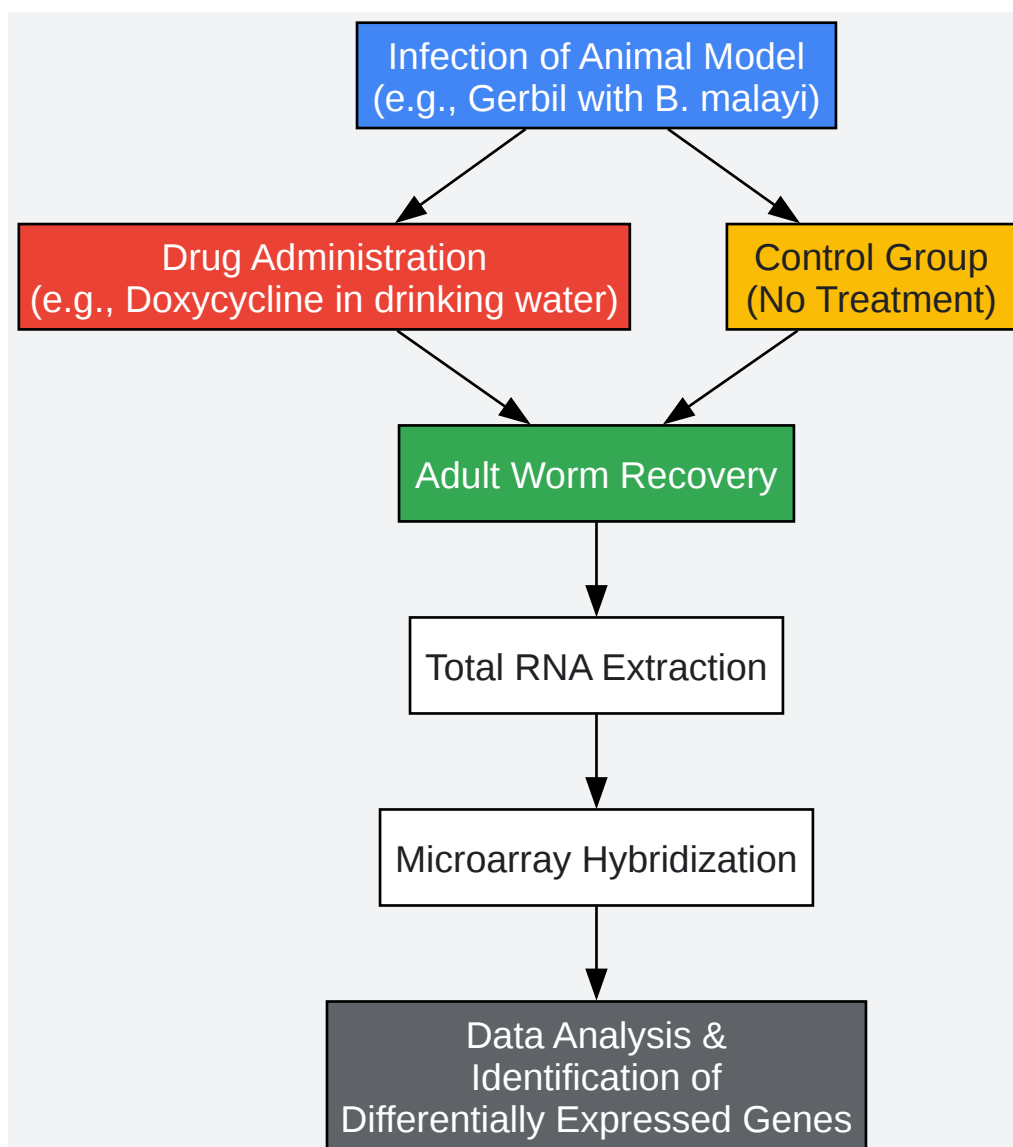 Infection of Animal Model
(e.g., Gerbil with B. malayi)
Drug Administration
(e.g., Doxycycline in drinking water)
Control Group
(No Treatment)
Adult Worm Recovery
Total RNA Extraction
Microarray Hybridization
Data Analysis &
Identification of
Differentially Expressed Genes